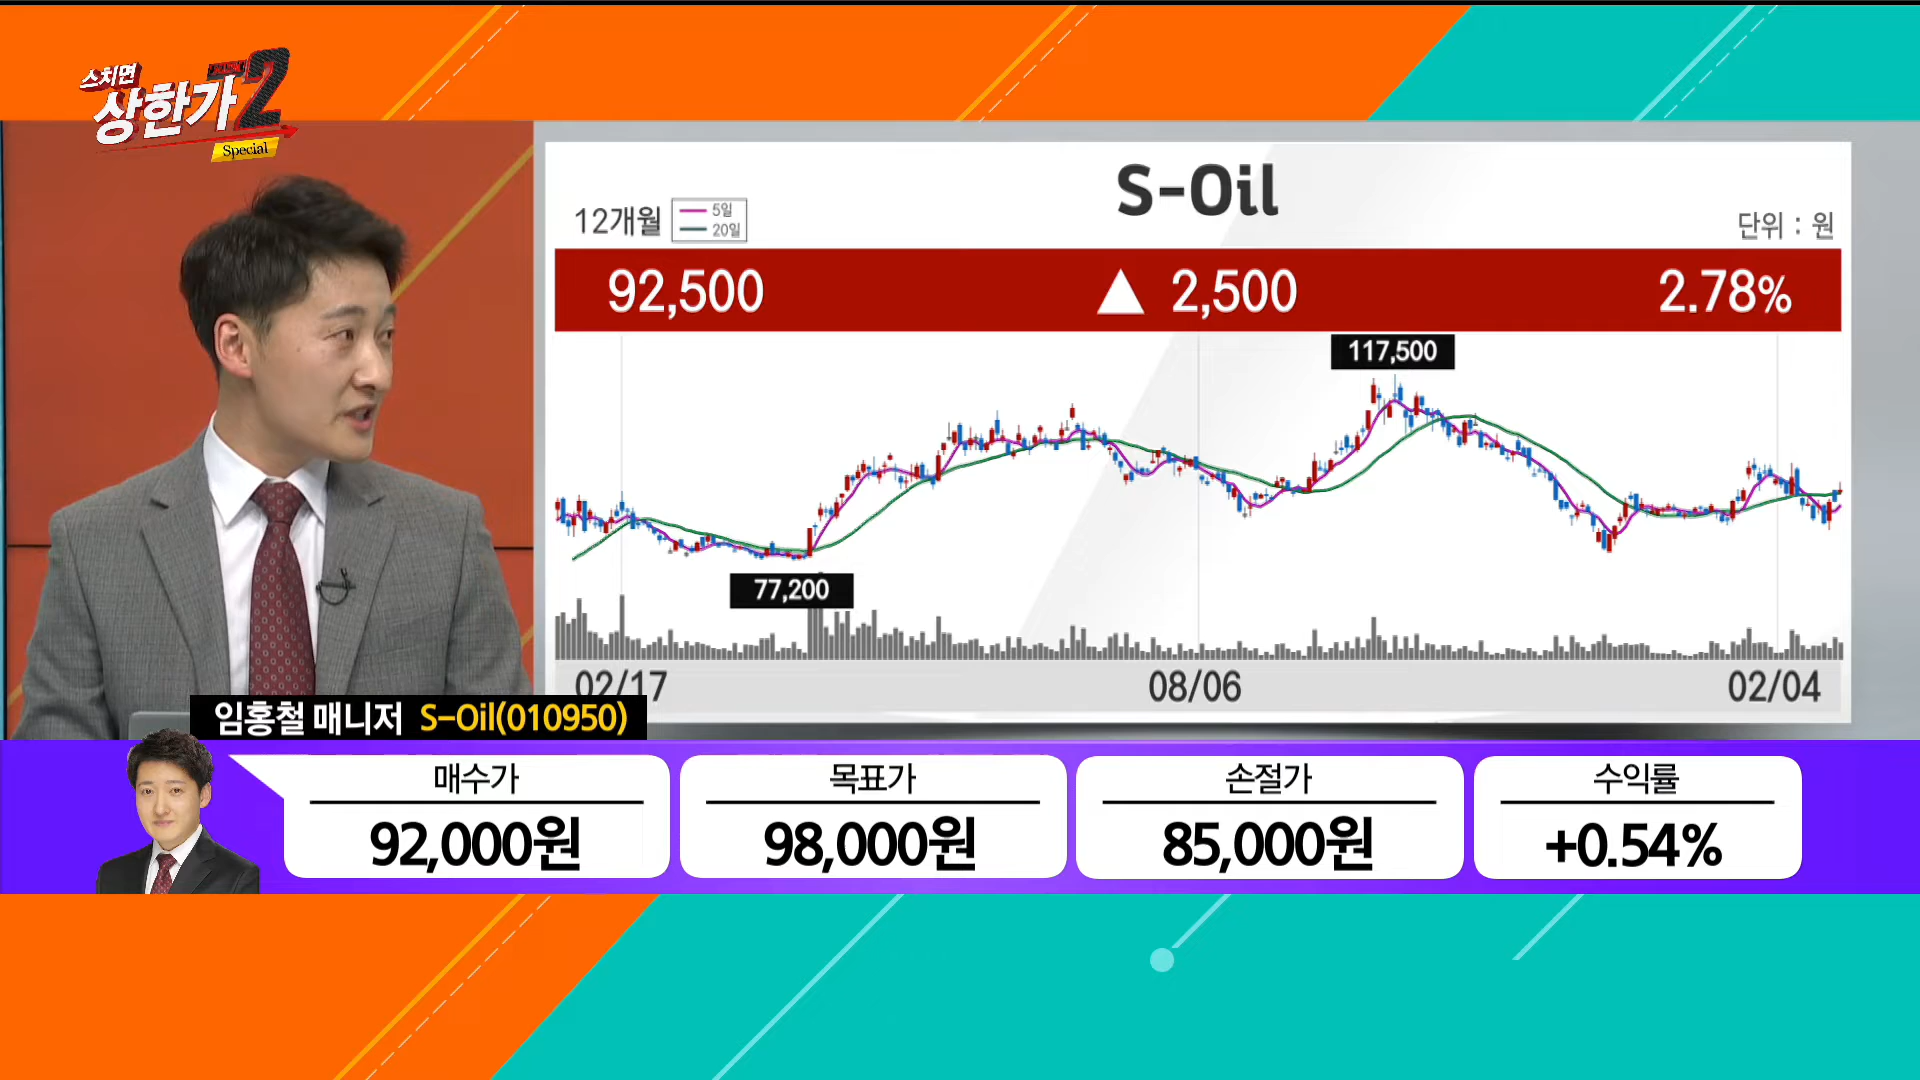 스치면
상한가2
Special
S-Oil
12개월
5일
20일
단위 : 원
92,500 ▲ 2,500 2.78%
117,500
77,200
02/17 08/06 02/04
임홍철 매니저 S-Oil(010950)
매수가 목표가 손절가 수익률
92,000원 98,000원 85,000원 +0.54%